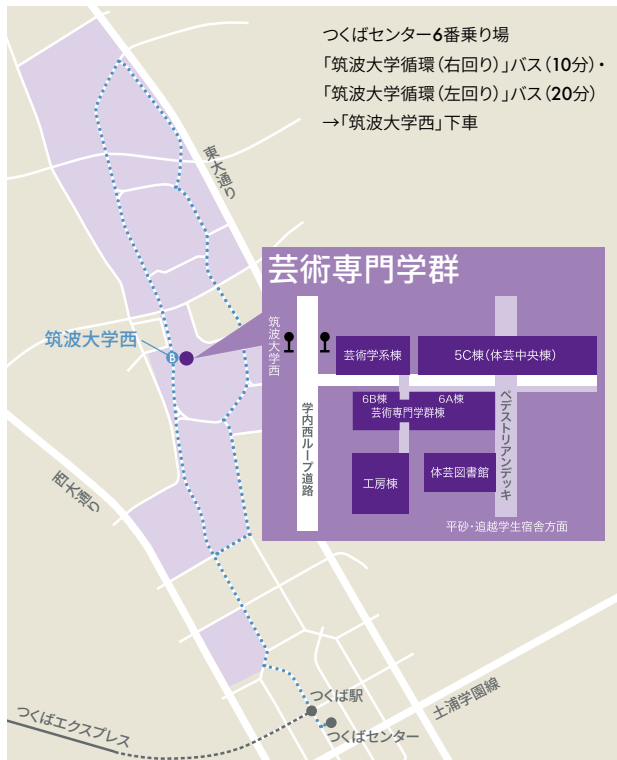 つくばセンター6番乗り場
「筑波大学循環(右回り)」バス(10分)・
「筑波大学循環(左回り)」バス(20分)
→「筑波大学西」下車
東大通り
芸術専門学群
筑波大学西
B
筑波大学西
芸術学系棟
5C棟(体芸中央棟)
6B棟
6A棟
芸術専門学群棟
学内西ループ道路
ペデストリアンデッキ
工房棟
体芸図書館
平砂・追越学生宿舎方面
西大通り
つくば駅
土浦学園線
つくばエクスプレス
つくばセンター